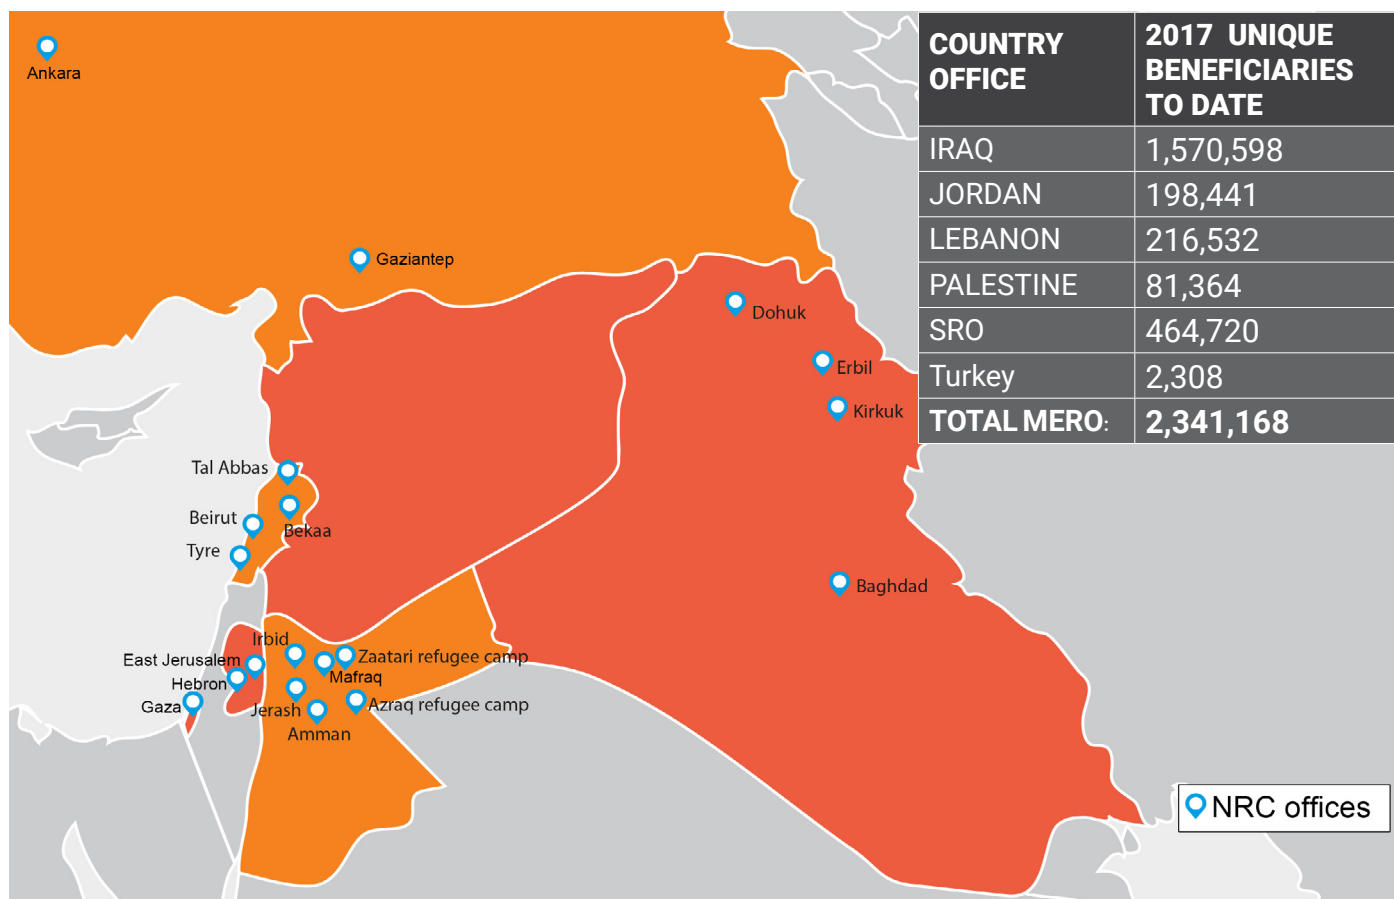 Ankara
Gaziantep
Dohuk
Erbil
Kirkuk
Baghdad
Tal Abbas
Beirut
Bekaa
Tyre
Irbid
East Jerusalem
Zaatari refugee camp
Mafraq
Hebron
Gaza
Jerash
Azraq refugee camp
Amman
COUNTRY OFFICE
2017 UNIQUE BENEFICIARIES TO DATE
IRAQ 1,570,598
JORDAN 198,441
LEBANON 216,532
PALESTINE 81,364
SRO 464,720
Turkey 2,308
TOTAL MERO: 2,341,168
NRC offices